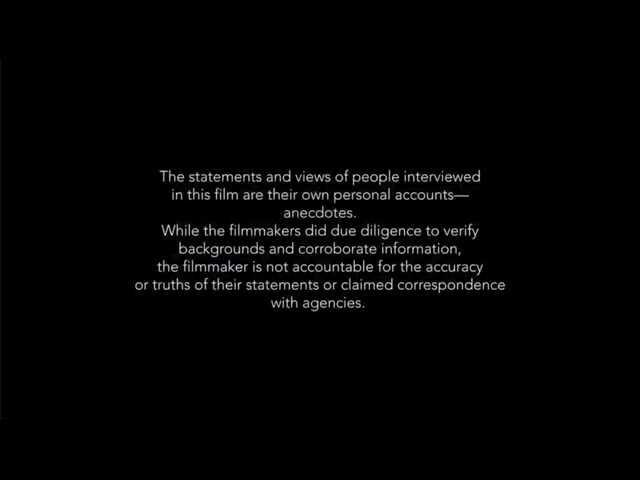 The statements and views of people interviewed
in this film are their own personal accounts—
anecdotes.
While the filmmakers did due diligence to verify
backgrounds and corroborate information,
the filmmaker is not accountable for the accuracy
or truths of their statements or claimed correspondence
with agencies.